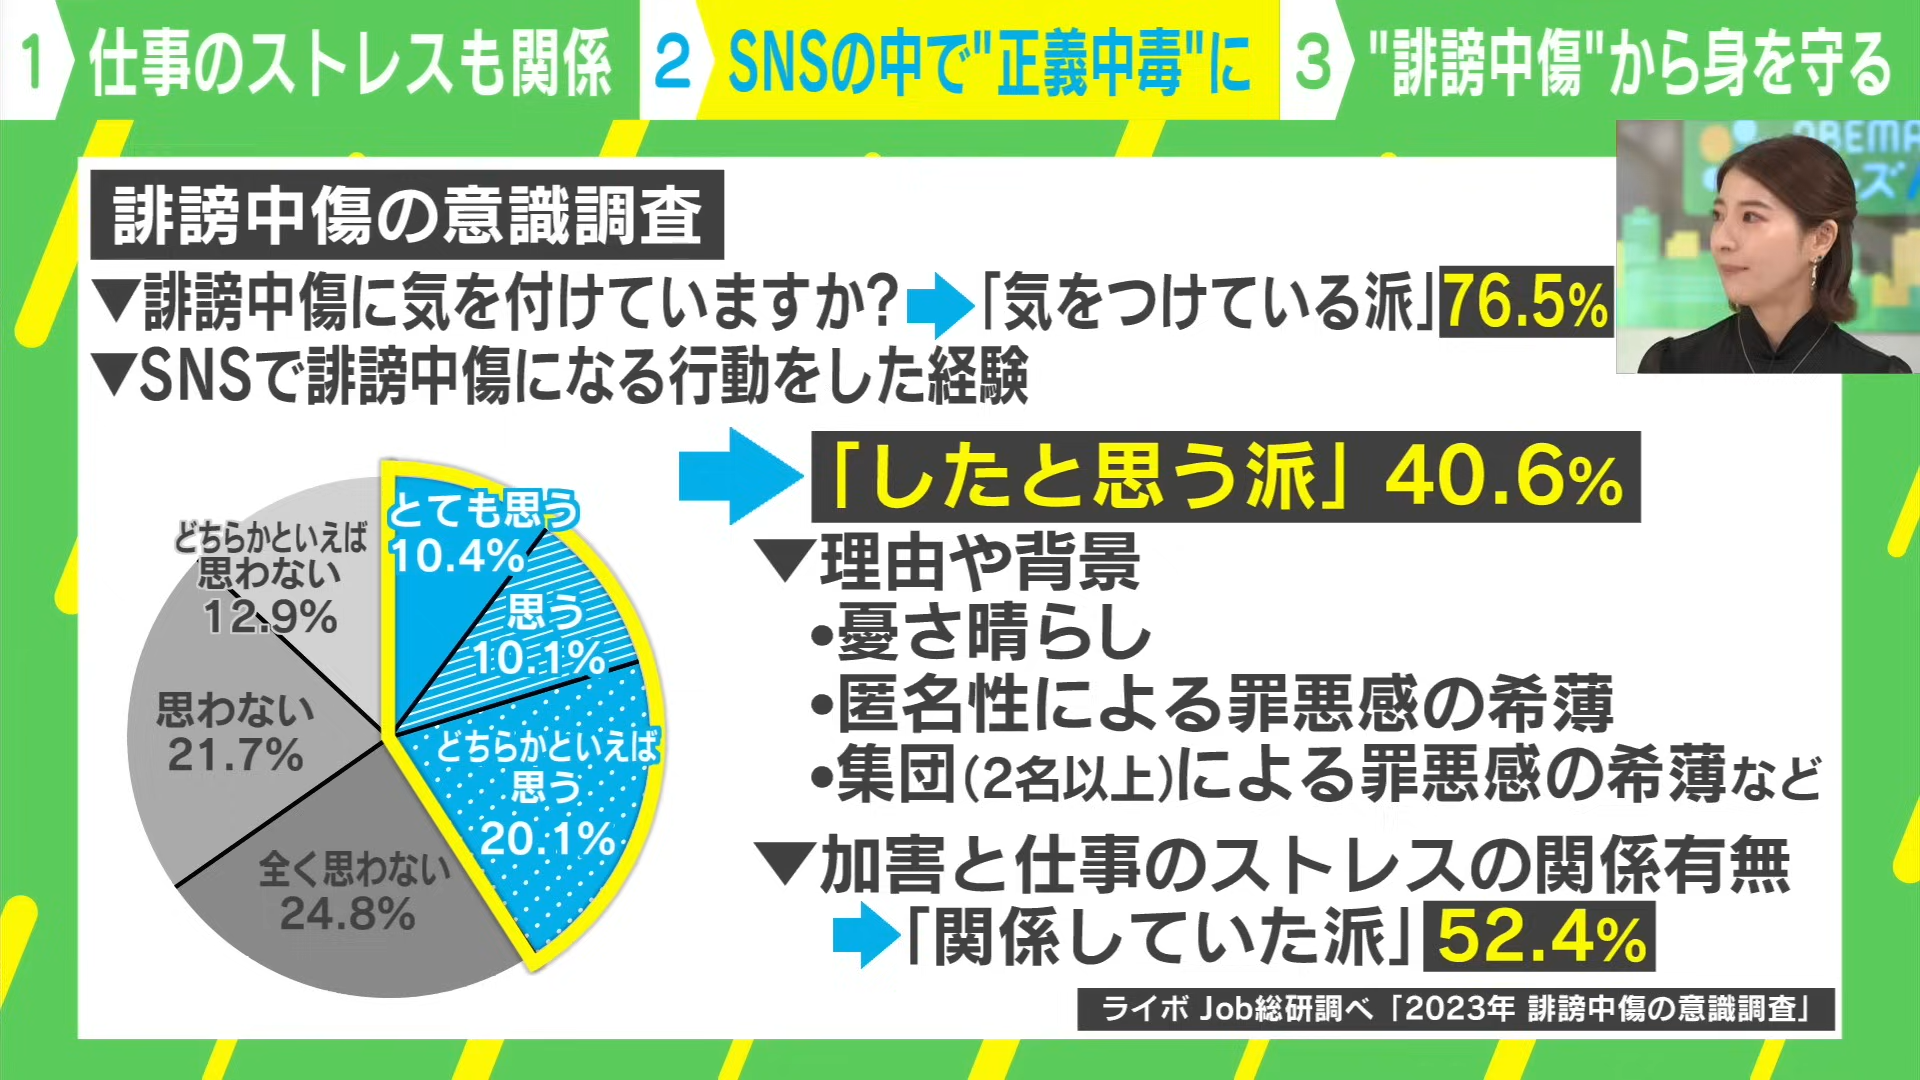 1 仕事のストレスも関係
2 SNSの中で"正義中毒"に
3 "誹謗中傷"から身を守る
ABEMA
ズ
誹謗中傷の意識調査
▼誹謗中傷に気を付けていますか?➡「気をつけている派」76.5%
▼SNSで誹謗中傷になる行動をした経験
➡「したと思う派」40.6%
とても思う
10.4%
思う
10.1%
どちらかといえば
思う
20.1%
全く思わない
24.8%
思わない
21.7%
どちらかといえば
思わない
12.9%
▼理由や背景
•憂さ晴らし
•匿名性による罪悪感の希薄
•集団(2名以上)による罪悪感の希薄など
▼加害と仕事のストレスの関係有無
➡「関係していた派」52.4%
ライボ Job総研調べ「2023年 誹謗中傷の意識調査」